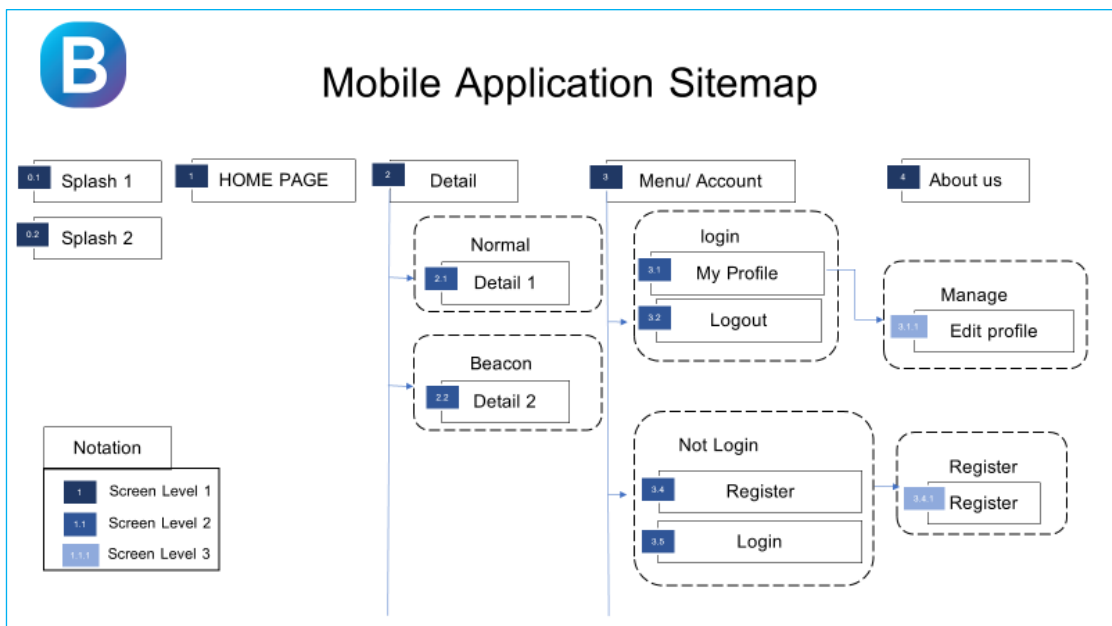 B
Mobile Application Sitemap
0.1 Splash 1
1 HOME PAGE
2 Detail
3 Menu/ Account
4 About us
0.2 Splash 2
Normal
2.1 Detail 1
Beacon
2.2 Detail 2
login
3.1 My Profile
3.2 Logout
Manage
3.1.1 Edit profile
Not Login
3.4 Register
3.5 Login
Register
3.4.1 Register
Notation
1 Screen Level 1
1.1 Screen Level 2
1.1.1 Screen Level 3